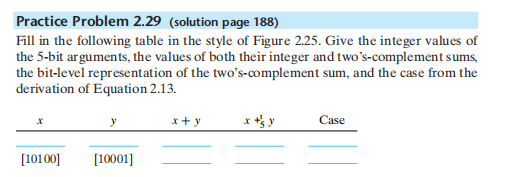 Practice Problem 2.29 (solution page 188)
Fill in the following table in the style of Figure 2.25. Give the integer values of
the 5-bit arguments, the values of both their integer and two's-complement sums,
the bit-level representation of the two's-complement sum, and the case from the
derivation of Equation 2.13.
x y x + y x +ᵗ₅ y Case
[10100] [10001]